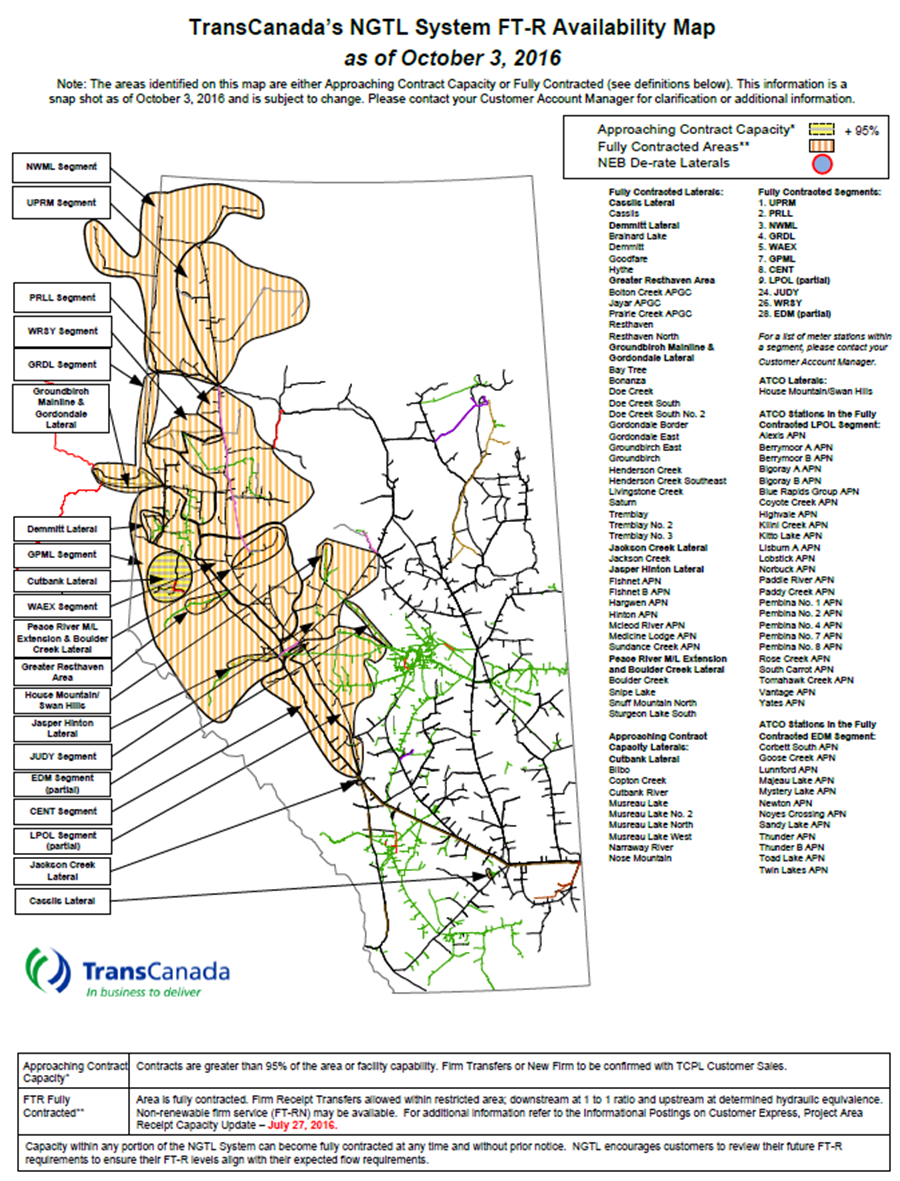 TransCanada's NGTL System FT-R Availability Map
as of October 3, 2016
Note: The areas identified on this map are either Approaching Contract Capacity or Fully Contracted (see definitions below). This information is a
snap shot as of October 3, 2016 and is subject to change. Please contact your Customer Account Manager for clarification or additional information.
Approaching Contract Capacity* + 95%
Fully Contracted Areas**
NEB De-rate Laterals
NWML Segment
UPRM Segment
PRLL Segment
WRSY Segment
GRDL Segment
Groundbirch
Mainline &
Gordondale
Lateral
Demmitt Lateral
GPML Segment
Cutbank Lateral
WAEX Segment
Peace River M/L
Extension & Boulder
Creek Lateral
Greater Resthaven
Area
House Mountain/
Swan Hills
Jasper Hinton
Lateral
JUDY Segment
EDM Segment
(partial)
CENT Segment
LPOL Segment
(partial)
Jackson Creek
Lateral
Cassils Lateral
Fully Contracted Laterals:
Cassils Lateral
Cassils
Demmitt Lateral
Brainard Lake
Demmitt
Goodfare
Hythe
Greater Resthaven Area
Bolton Creek APGC
Jayar APGC
Prairie Creek APGC
Resthaven
Resthaven North
Groundbirch Mainline &
Gordondale Lateral
Bay Tree
Bonanza
Doe Creek
Doe Creek South
Doe Creek South No. 2
Gordondale Border
Gordondale East
Groundbirch East
Groundbirch
Henderson Creek
Henderson Creek Southeast
Livingstone Creek
Saturn
Tremblay
Tremblay No. 2
Tremblay No. 3
Jackson Creek Lateral
Jackson Creek
Jasper Hinton Lateral
Fishnet APN
Fishnet B APN
Hargwen APN
Hinton APN
Mcleod River APN
Medicine Lodge APN
Sundance Creek APN
Peace River M/L Extension
and Boulder Creek Lateral
Boulder Creek
Snipe Lake
Snuff Mountain North
Sturgeon Lake South
Approaching Contract
Capacity Laterals:
Cutbank Lateral
Bilbo
Copton Creek
Cutbank River
Musreau Lake
Musreau Lake No. 2
Musreau Lake North
Musreau Lake West
Narraway River
Nose Mountain
Fully Contracted Segments:
1. UPRM
2. PRLL
3. NWML
4. GRDL
5. WAEX
7. GPML
8. CENT
9. LPOL (partial)
24. JUDY
26. WRSY
28. EDM (partial)
For a list of meter stations within
a segment, please contact your
Customer Account Manager.
ATCO Laterals:
House Mountain/Swan Hills
ATCO Stations in the Fully
Contracted LPOL Segment:
Alexis APN
Berrymoor A APN
Berrymoor B APN
Bigoray A APN
Bigoray B APN
Blue Rapids Group APN
Coyote Creek APN
Highvale APN
Kilini Creek APN
Kitto Lake APN
Lisburn A APN
Lobstick APN
Norbuck APN
Paddle River APN
Paddy Creek APN
Pembina No. 1 APN
Pembina No. 2 APN
Pembina No. 4 APN
Pembina No. 7 APN
Pembina No. 8 APN
Rose Creek APN
South Carrot APN
Tomahawk Creek APN
Vantage APN
Yates APN
ATCO Stations in the Fully
Contracted EDM Segment:
Corbett South APN
Goose Creek APN
Lunnford APN
Majeau Lake APN
Mystery Lake APN
Newton APN
Noyes Crossing APN
Sandy Lake APN
Thunder APN
Thunder B APN
Toad Lake APN
Twin Lakes APN
TransCanada
In business to deliver
Approaching Contract
Capacity*
Contracts are greater than 95% of the area or facility capability. Firm Transfers or New Firm to be confirmed with TCPL Customer Sales.
FTR Fully
Contracted**
Area is fully contracted. Firm Receipt Transfers allowed within restricted area; downstream at 1 to 1 ratio and upstream at determined hydraulic equivalence.
Non-renewable firm service (FT-RN) may be available. For additional information refer to the Informational Postings on Customer Express, Project Area
Receipt Capacity Update – July 27, 2016.
Capacity within any portion of the NGTL System can become fully contracted at any time and without prior notice. NGTL encourages customers to review their future FT-R
requirements to ensure their FT-R levels align with their expected flow requirements.